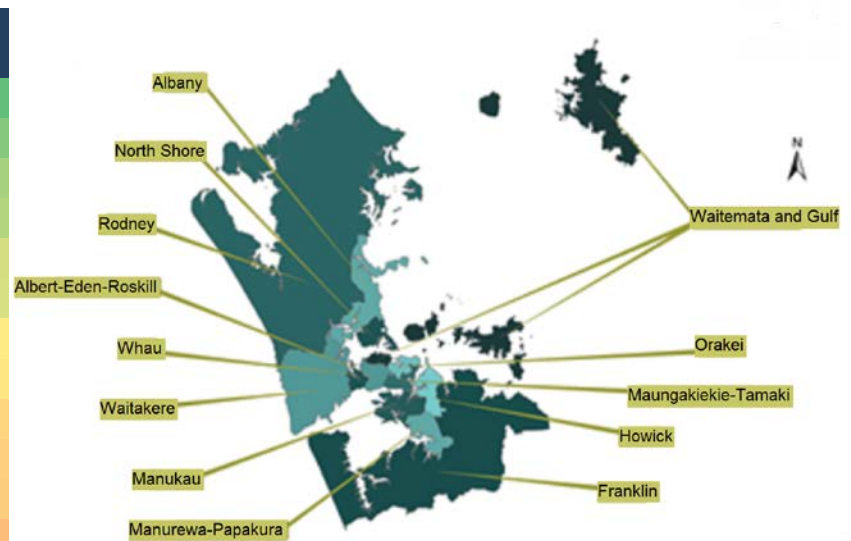 Albany
North Shore
Rodney
Albert-Eden-Roskill
Whau
Waitakere
Manukau
Manurewa-Papakura
N
Waitemata and Gulf
Orakei
Maungakiekie-Tamaki
Howick
Franklin